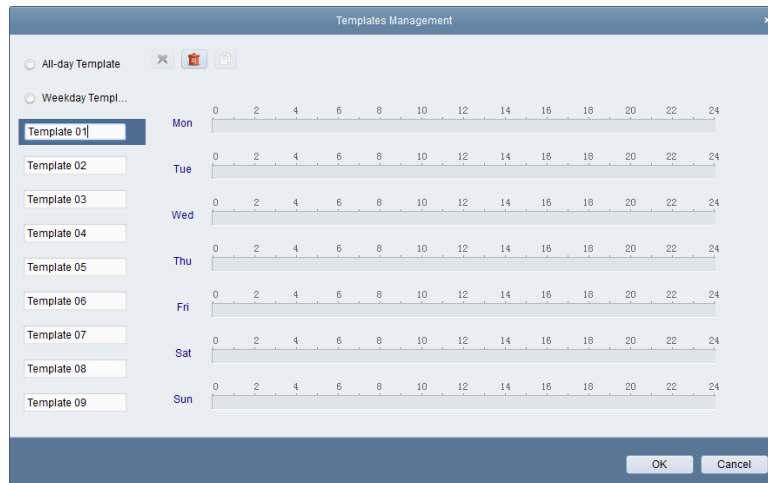 Templates Management
All-day Template
Weekday Templ...
Template 01
Template 02
Template 03
Template 04
Template 05
Template 06
Template 07
Template 08
Template 09
0 2 4 6 8 10 12 14 16 18 20 22 24
Mon
0 2 4 6 8 10 12 14 16 18 20 22 24
Tue
0 2 4 6 8 10 12 14 16 18 20 22 24
Wed
0 2 4 6 8 10 12 14 16 18 20 22 24
Thu
0 2 4 6 8 10 12 14 16 18 20 22 24
Fri
0 2 4 6 8 10 12 14 16 18 20 22 24
Sat
0 2 4 6 8 10 12 14 16 18 20 22 24
Sun
OK Cancel